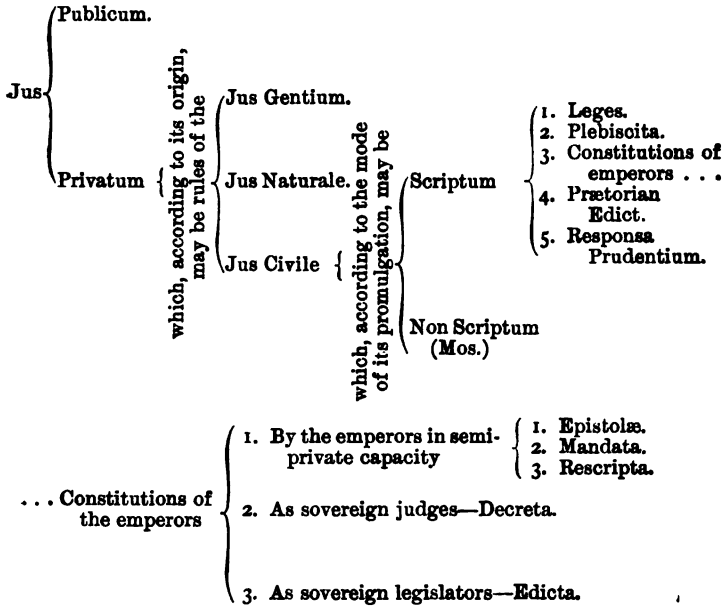 Jus
Publicum.
Privatum
which, according to its origin,
may be rules of the
Jus Gentium.
Jus Naturale.
Jus Civile
which, according to the mode
of its promulgation, may be
Scriptum
1. Leges.
2. Plebiscita.
3. Constitutions of
emperors . . .
4. Prætorian
Edict.
5. Responsa
Prudentium.
Non Scriptum
(Mos.)
. . . Constitutions of
the emperors
1. By the emperors in semi-
private capacity
1. Epistolæ.
2. Mandata.
3. Rescripta.
2. As sovereign judges—Decreta.
3. As sovereign legislators—Edicta.